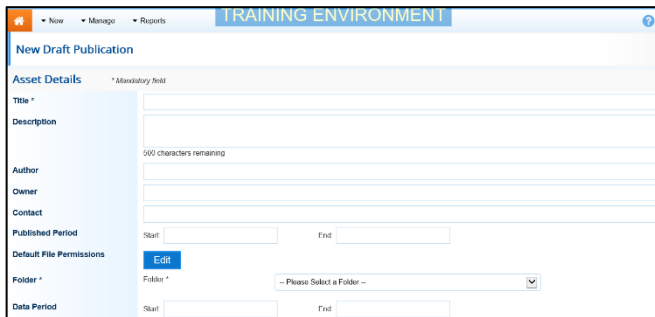 TRAINING ENVIRONMENT
New Manage Reports ?
New Draft Publication
Asset Details * Mandatory field
Title *
Description
500 characters remaining
Author
Owner
Contact
Published Period Start: End:
Default File Permissions Edit
Folder * Folder * -- Please Select a Folder --
Data Period Start: End: